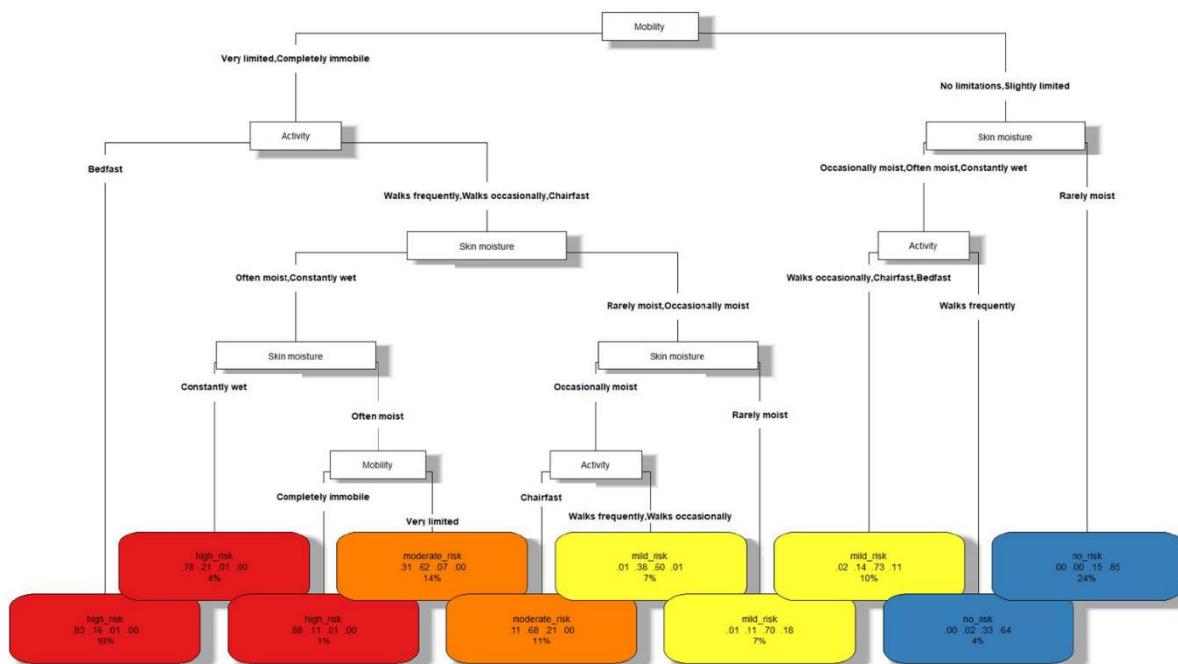 Mobility
Very limited,Completely immobile
No limitations,Slightly limited
Activity
Skin moisture
Bedfast
Occasionally moist,Often moist,Constantly wet
Rarely moist
Walks frequently,Walks occasionally,Chairfast
Skin moisture
Activity
Often moist,Constantly wet
Walks occasionally,Chairfast,Bedfast
Rarely moist,Occasionally moist
Walks frequently
Skin moisture
Skin moisture
Constantly wet
Occasionally moist
Often moist
Rarely moist
Mobility
Activity
Completely immobile
Chairfast
Very limited
Walks frequently,Walks occasionally
high_risk
.78 .21 .01 .00
4%
moderate_risk
.31 .62 .07 .00
14%
mild_risk
.01 .38 .60 .01
7%
mild_risk
.02 .14 .73 .11
10%
no_risk
.00 .00 .15 .85
24%
high_risk
.83 .16 .01 .00
high_risk
.88 .11 .01 .00
1%
moderate_risk
.11 .68 .21 .00
11%
mild_risk
.01 .11 .70 .18
7%
no_risk
.00 .02 .33 .64
4%